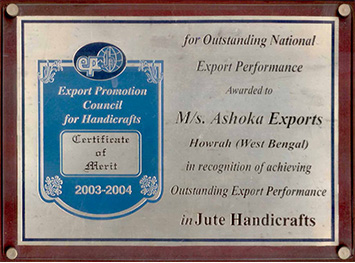 Export Promotion
Council
for Handicrafts
Certificate
of
Merit
2003-2004
for Outstanding National
Export Performance
Awarded to
M/s. Ashoka Exports
Howrah (West Bengal)
in recognition of achieving
Outstanding Export Performance
in Jute Handicrafts